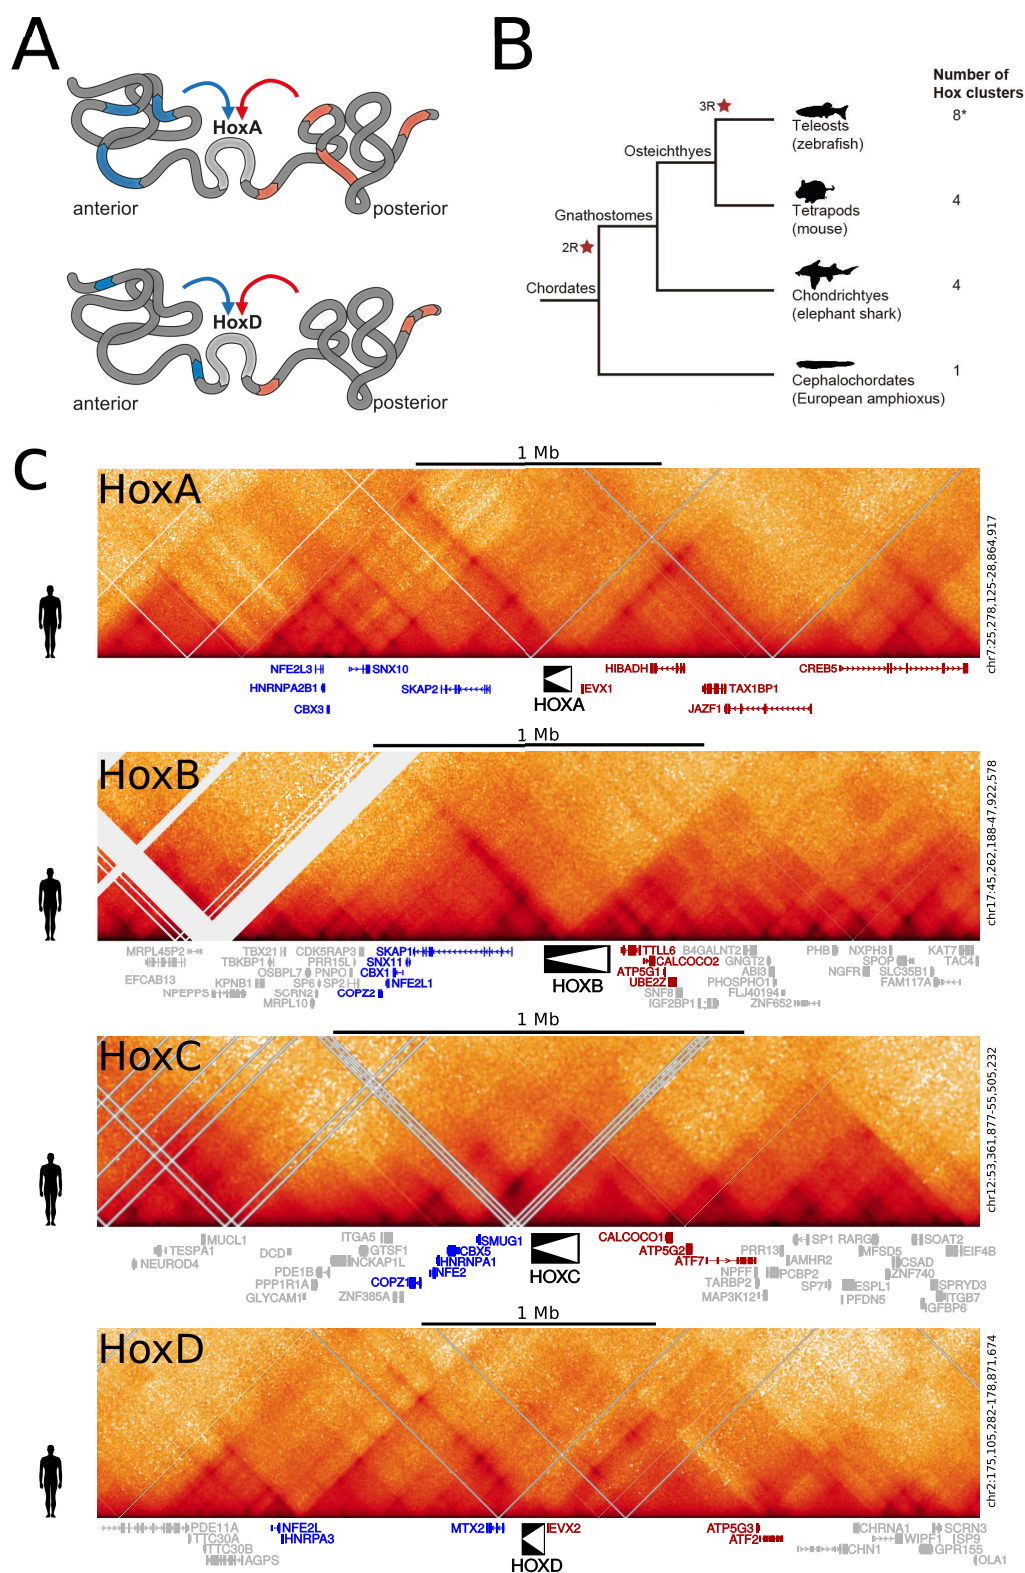 A
HoxA
anterior
posterior
HoxD
anterior
posterior
B
Number of
Hox clusters
3R
8*
Teleosts
(zebrafish)
Osteichthyes
4
Tetrapods
(mouse)
Gnathostomes
2R
4
Chordates
Chondrichtyes
(elephant shark)
1
Cephalochordates
(European amphioxus)
C
1 Mb
HoxA
chr7:25,278,125-28,864,917
NFE2L3
SNX10
HIBADH
CREB5
HNRNPA2B1
SKAP2
EVX1
TAX1BP1
HOXA
CBX3
JAZF1
1 Mb
HoxB
chr17:45,262,188-47,922,578
MRPL45P2
TBX21
CDK5RAP3
SKAP1
TTLL6
B4GALNT2
PHB
NXPH3
KAT7
TBKBP1
PRR15L
SNX11
CALCOCO2
GNGT2
SPOP
TAC4
OSBPL7
PNPO
CBX1
HOXB
ATP5G1
ABI3
NGFR
SLC35B1
EFCAB13
KPNB1
SP6
SP2
NFE2L1
UBE2Z
PHOSPHO1
FAM117A
NPEPPS
SCRN2
COPZ2
SNF8
FLJ40194
MRPL10
IGF2BP1
ZNF652
1 Mb
HoxC
chr12:53,361,877-55,505,232
MUCL1
ITGA5
SMUG1
CALCOCO1
SP1
RARG
SOAT2
TESPA1
DCD
GTSF1
CBX5
ATP5G2
PRR13
MFSD5
EIF4B
NEUROD4
NCKAP1L
HNRNPA1
HOXC
ATF7
AMHR2
CSAD
PDE1B
NFE2
NPFF
PCBP2
ZNF740
PPP1R1A
COPZ1
TARBP2
SP7
ESPL1
SPRYD3
GLYCAM1
ZNF385A
MAP3K12
PFDN5
ITGB7
IGFBP6
1 Mb
HoxD
chr2:175,105,282-178,871,674
PDE11A
NFE2L
MTX2
EVX2
ATP5G3
CHRNA1
SCRN3
TTC30A
HNRPA3
ATF2
WIPF1
SP9
TTC30B
CHN1
GPR155
AGPS
HOXD
OLA1